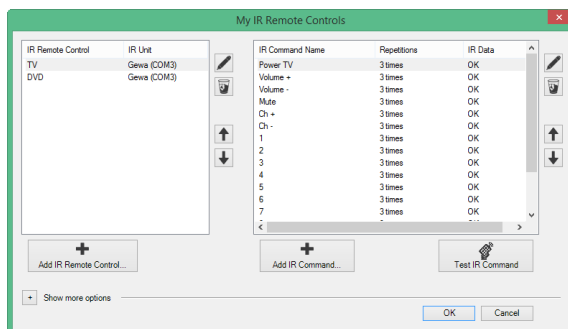 My IR Remote Controls
IR Remote Control IR Unit
TV Gewa (COM3)
DVD Gewa (COM3)
Add IR Remote Control...
IR Command Name Repetitions IR Data
Power TV 3 times OK
Volume + 3 times OK
Volume - 3 times OK
Mute 3 times OK
Ch + 3 times OK
Ch - 3 times OK
1 3 times OK
2 3 times OK
3 3 times OK
4 3 times OK
5 3 times OK
6 3 times OK
7 3 times OK
Add IR Command...
Test IR Command
Show more options
OK Cancel